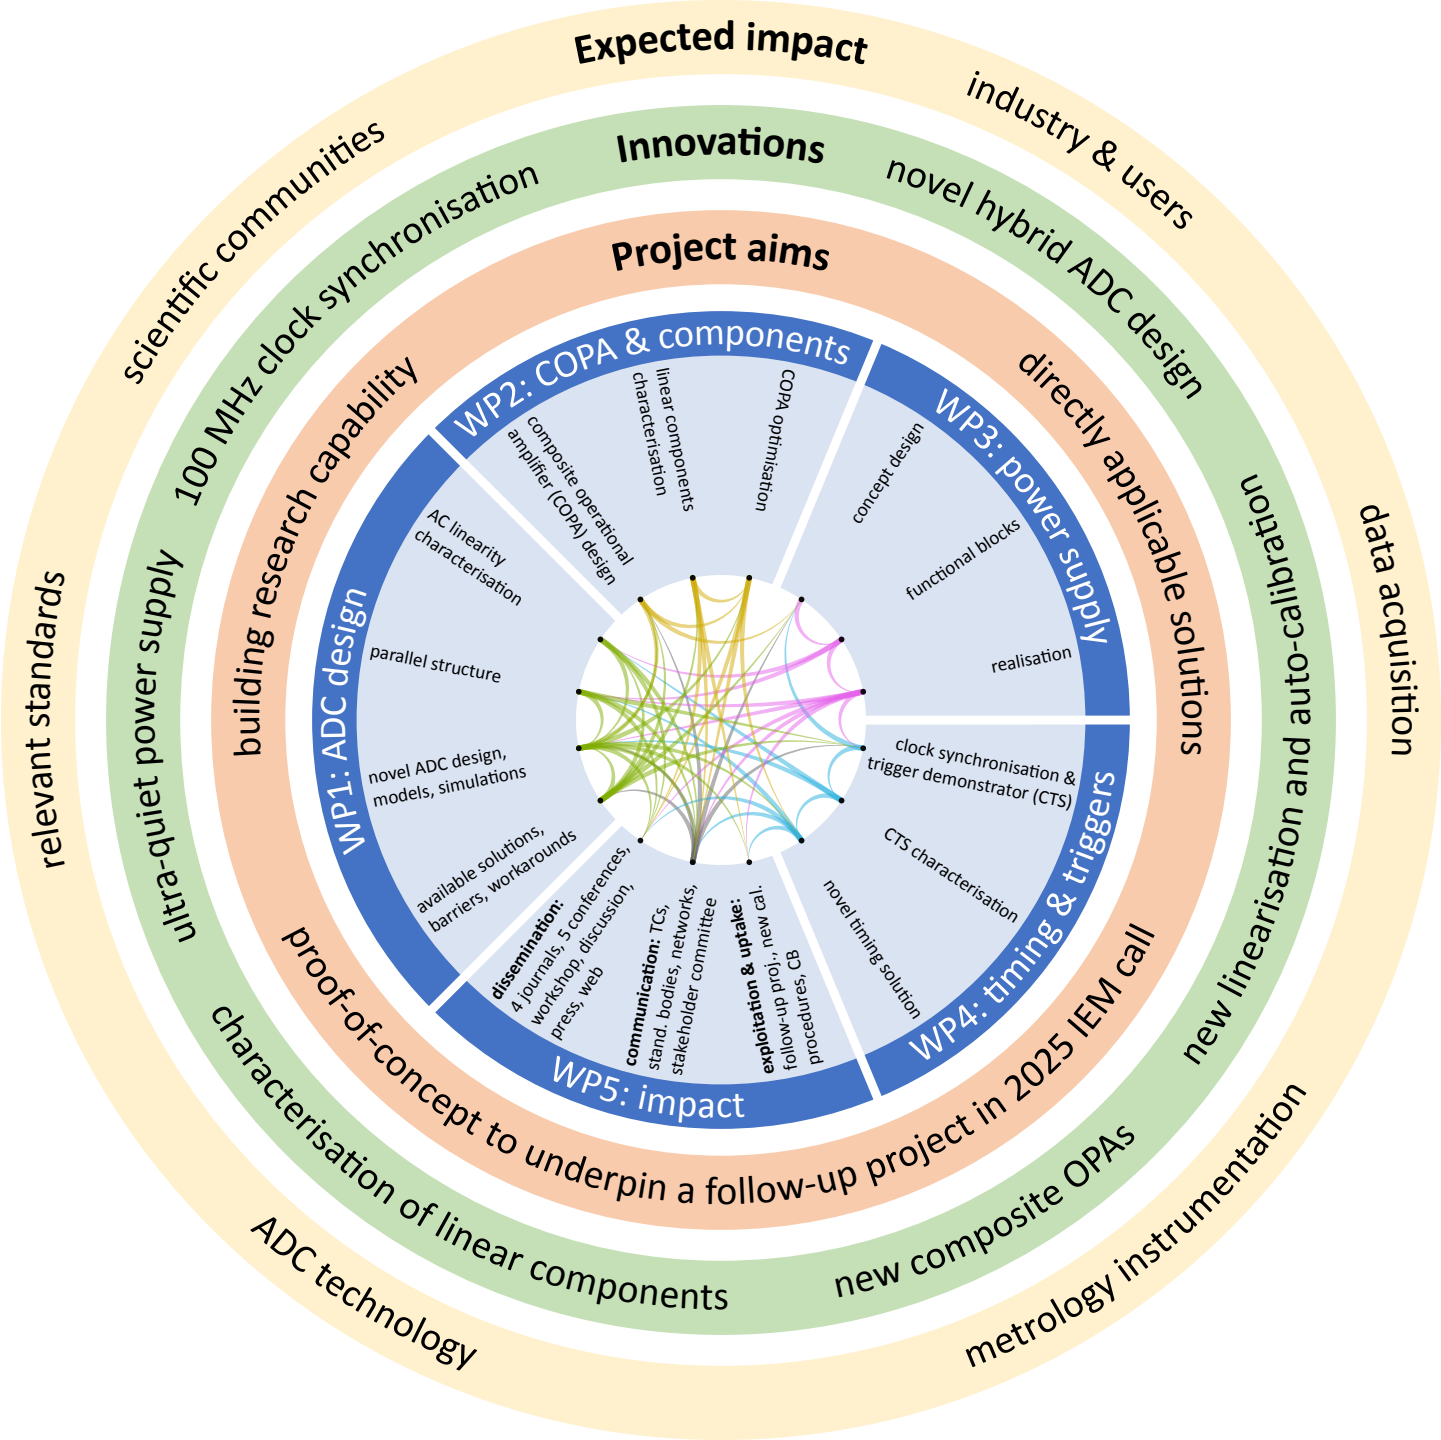 Expected impact
industry & users
data acquisition
metrology instrumentation
ADC technology
relevant standards
scientific communities
Innovations
novel hybrid ADC design
new linearisation and auto-calibration
new composite OPAs
characterisation of linear components
ultra-quiet power supply
100 MHz clock synchronisation
Project aims
directly applicable solutions
proof-of-concept to underpin a follow-up project in 2025 IEM call
building research capability
WP1: ADC design
AC linearity
characterisation
parallel structure
novel ADC design,
models, simulations
available solutions,
barriers, workarounds
WP2: COPA & components
composite operational
amplifier (COPA) design
linear components
characterisation
COPA optimisation
WP3: power supply
concept design
functional blocks
realisation
WP4: timing & triggers
clock synchronisation &
trigger demonstrator (CTS)
CTS characterisation
novel timing solution
WP5: impact
dissemination:
4 journals, 5 conferences,
workshop, discussion,
press, web
communication: TCs,
stand. bodies, networks,
stakeholder committee
exploitation & uptake:
follow-up proj., new cal.
procedures, CB